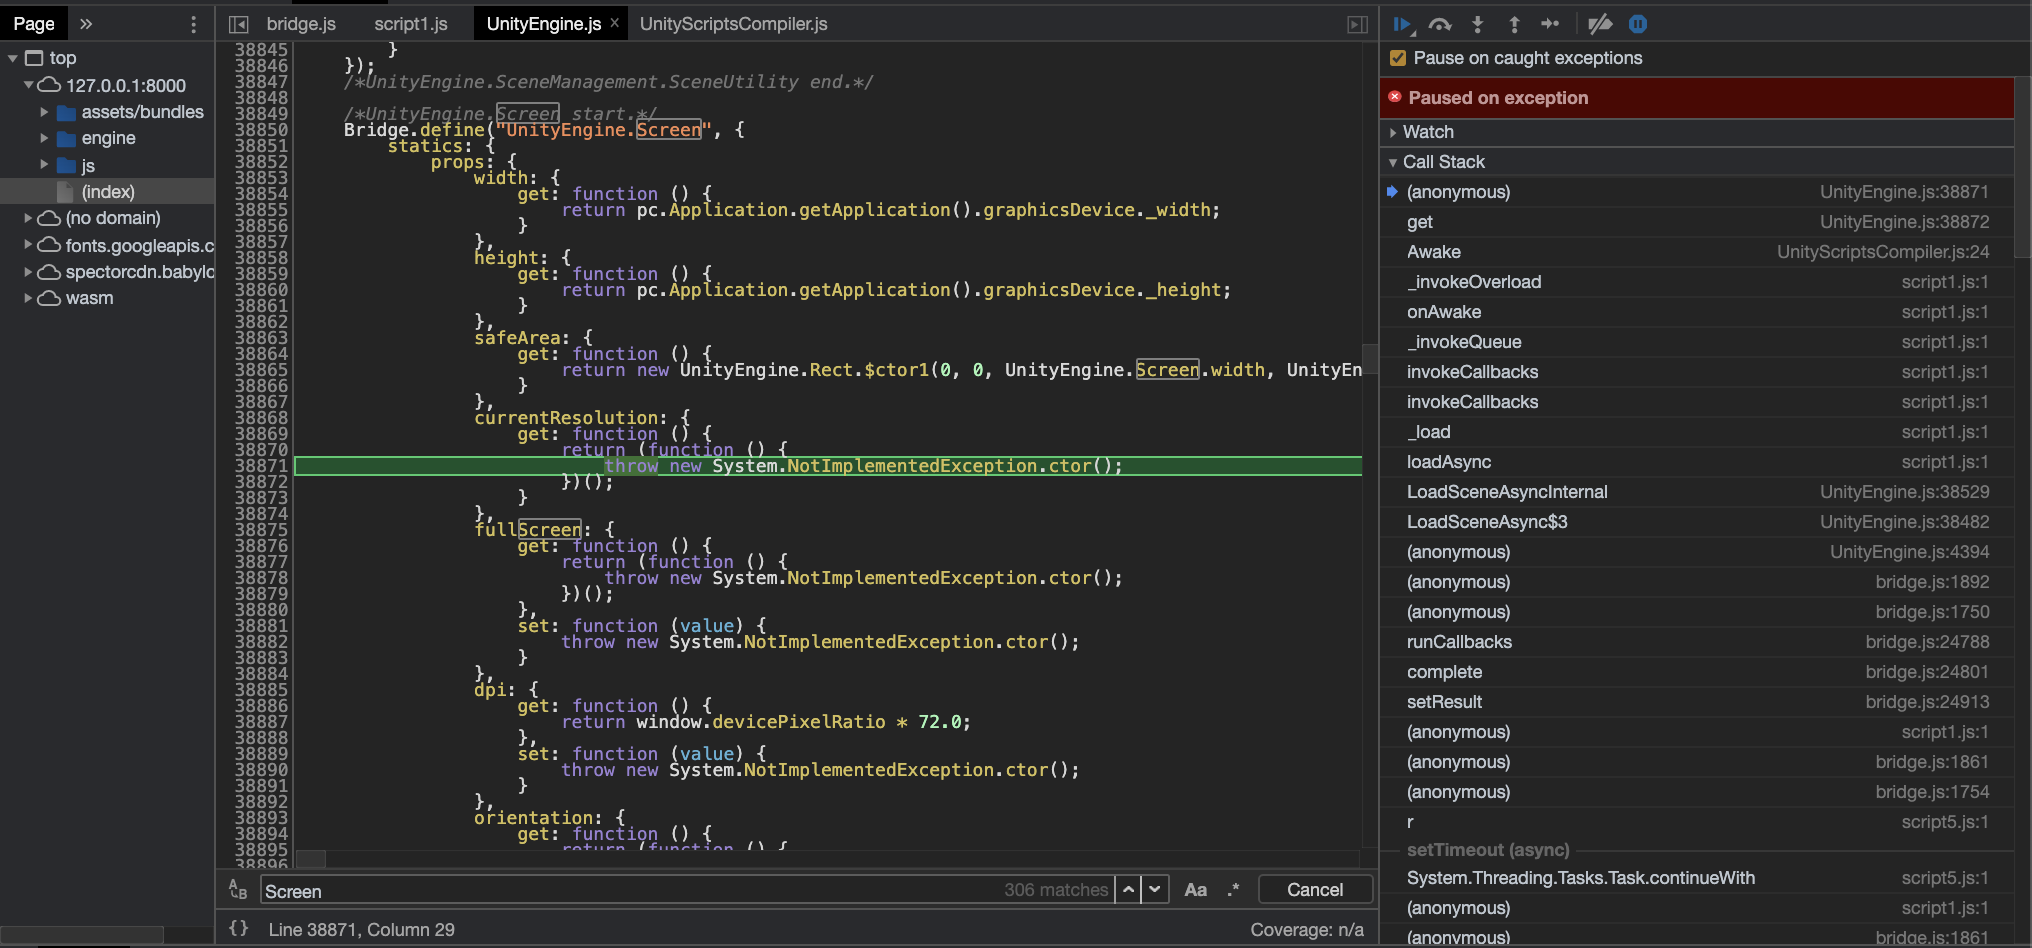 Page
»
top
127.0.0.1:8000
assets/bundles
engine
js
(index)
(no domain)
fonts.googleapis.c
spectorcdn.babylo
wasm
bridge.js script1.js UnityEngine.js × UnityScriptsCompiler.js
38845 }
38846 });
38847 /*UnityEngine.SceneManagement.SceneUtility end.*/
38848
38849 /*UnityEngine.Screen start.*/
38850 Bridge.define("UnityEngine.Screen", {
38851 statics: {
38852 props: {
38853 width: {
38854 get: function () {
38855 return pc.Application.getApplication().graphicsDevice._width;
38856 }
38857 },
38858 height: {
38859 get: function () {
38860 return pc.Application.getApplication().graphicsDevice._height;
38861 }
38862 },
38863 safeArea: {
38864 get: function () {
38865 return new UnityEngine.Rect.$ctor1(0, 0, UnityEngine.Screen.width, UnityEn
38866 }
38867 },
38868 currentResolution: {
38869 get: function () {
38870 return (function () {
38871 throw new System.NotImplementedException.ctor();
38872 })();
38873 }
38874 },
38875 fullScreen: {
38876 get: function () {
38877 return (function () {
38878 throw new System.NotImplementedException.ctor();
38879 })();
38880 },
38881 set: function (value) {
38882 throw new System.NotImplementedException.ctor();
38883 }
38884 },
38885 dpi: {
38886 get: function () {
38887 return window.devicePixelRatio * 72.0;
38888 },
38889 set: function (value) {
38890 throw new System.NotImplementedException.ctor();
38891 }
38892 },
38893 orientation: {
38894 get: function () {
38895 return (function () {
38896
Screen 306 matches Aa .* Cancel
{} Line 38871, Column 29 Coverage: n/a
Pause on caught exceptions
Paused on exception
Watch
Call Stack
(anonymous) UnityEngine.js:38871
get UnityEngine.js:38872
Awake UnityScriptsCompiler.js:24
_invokeOverload script1.js:1
onAwake script1.js:1
_invokeQueue script1.js:1
invokeCallbacks script1.js:1
invokeCallbacks script1.js:1
_load script1.js:1
loadAsync script1.js:1
LoadSceneAsyncInternal UnityEngine.js:38529
LoadSceneAsync$3 UnityEngine.js:38482
(anonymous) UnityEngine.js:4394
(anonymous) bridge.js:1892
(anonymous) bridge.js:1750
runCallbacks bridge.js:24788
complete bridge.js:24801
setResult bridge.js:24913
(anonymous) script1.js:1
(anonymous) bridge.js:1861
(anonymous) bridge.js:1754
r script5.js:1
setTimeout (async)
System.Threading.Tasks.Task.continueWith script5.js:1
(anonymous) script1.js:1
(anonymous) bridge.js:1861